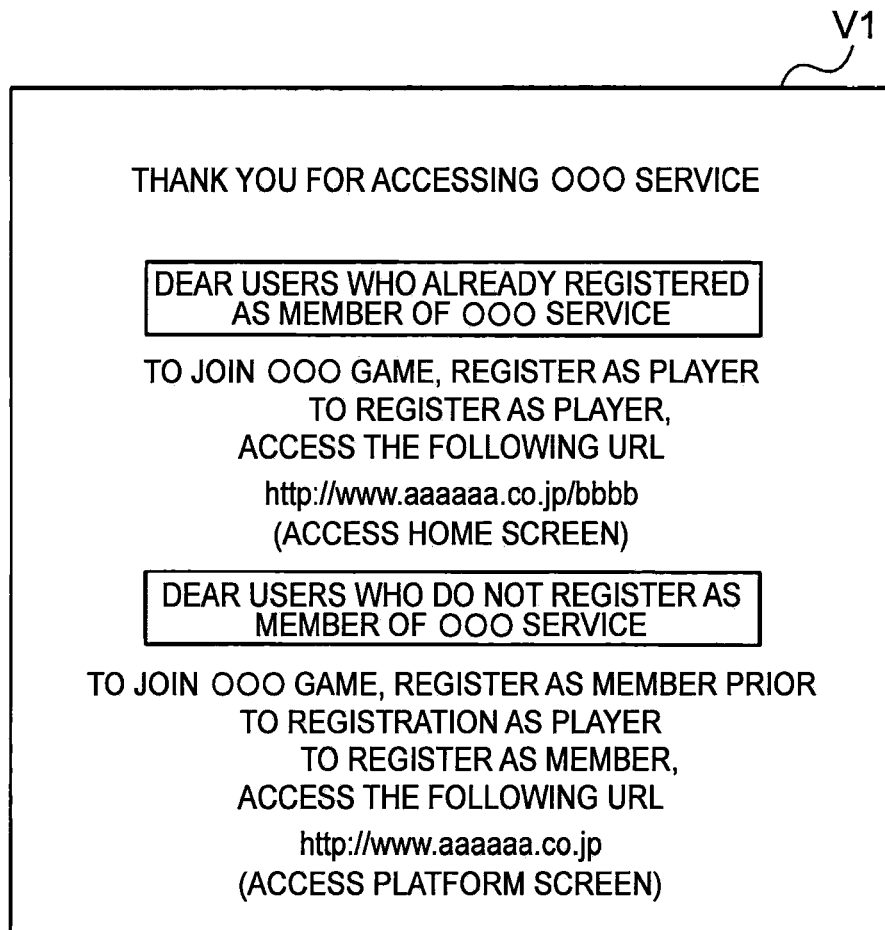 V1
THANK YOU FOR ACCESSING OOO SERVICE
DEAR USERS WHO ALREADY REGISTERED
AS MEMBER OF OOO SERVICE
TO JOIN OOO GAME, REGISTER AS PLAYER
TO REGISTER AS PLAYER,
ACCESS THE FOLLOWING URL
http://www.aaaaaa.co.jp/bbbb
(ACCESS HOME SCREEN)
DEAR USERS WHO DO NOT REGISTER AS
MEMBER OF OOO SERVICE
TO JOIN OOO GAME, REGISTER AS MEMBER PRIOR
TO REGISTRATION AS PLAYER
TO REGISTER AS MEMBER,
ACCESS THE FOLLOWING URL
http://www.aaaaaa.co.jp
(ACCESS PLATFORM SCREEN)